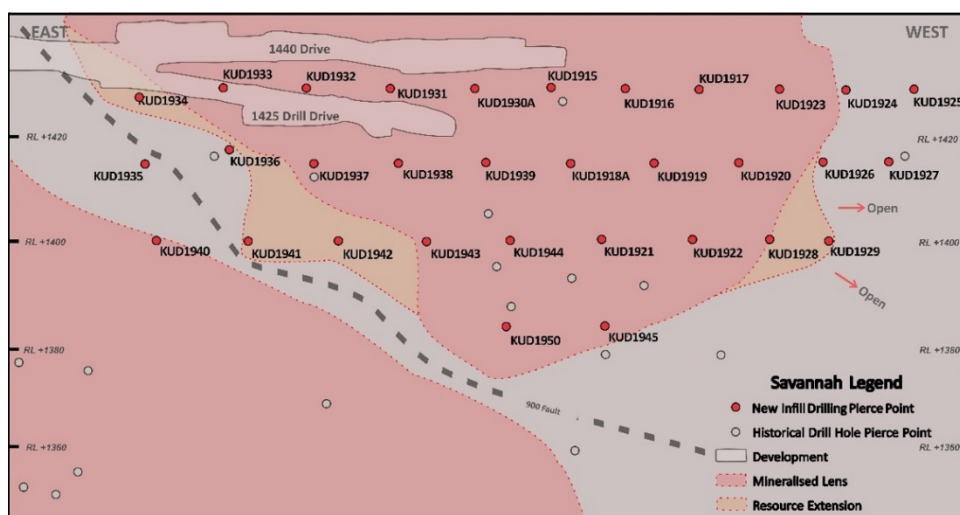 EAST
WEST
1440 Drive
KUD1933
KUD1932
KUD1915
KUD1917
KUD1934
KUD1931
KUD1930A
KUD1916
KUD1923
KUD1924
KUD1925
1425 Drill Drive
RL +1420
RL +1420
KUD1935
KUD1936
KUD1937
KUD1938
KUD1939
KUD1918A
KUD1919
KUD1920
KUD1926
KUD1927
Open
RL +1400
RL +1400
KUD1940
KUD1941
KUD1942
KUD1943
KUD1944
KUD1921
KUD1922
KUD1928
KUD1929
Open
KUD1950
KUD1945
RL +1380
RL +1380
900 Fault
Savannah Legend
New Infill Drilling Pierce Point
Historical Drill Hole Pierce Point
Development
Mineralised Lens
Resource Extension
RL +1360
RL +1360